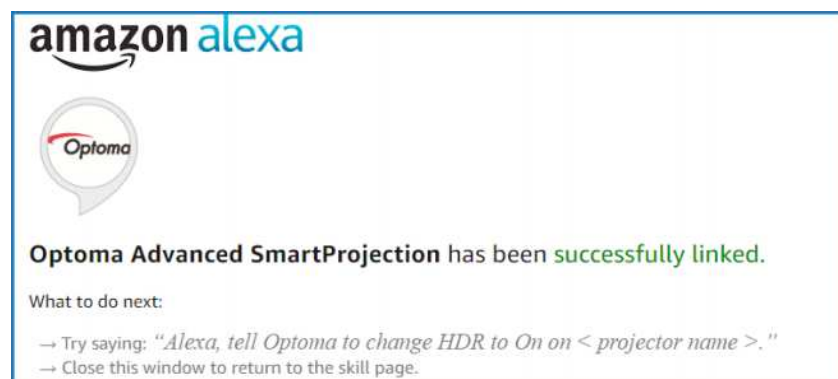 amazon alexa
Optoma
Optoma Advanced SmartProjection has been successfully linked.
What to do next:
→ Try saying: “Alexa, tell Optoma to change HDR to On on < projector name >.”
→ Close this window to return to the skill page.